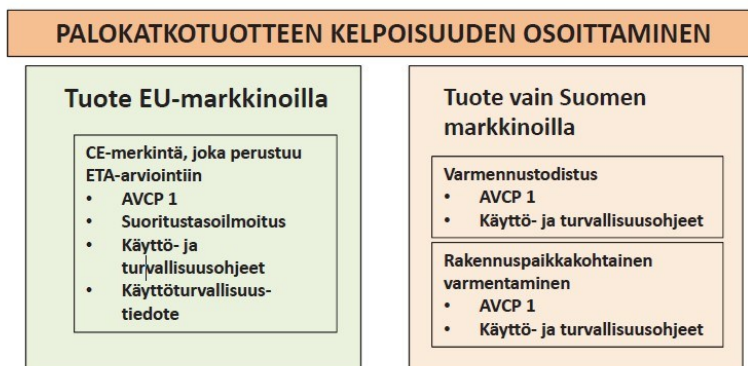 PALOKATKOTUOTTEEN KELPOISUUDEN OSOITTAMINEN
Tuote EU-markkinoilla
CE-merkintä, joka perustuu
ETA-arviointiin
• AVCP 1
• Suoritustasoilmoitus
• Käyttö- ja
turvallisuusohjeet
• Käyttöturvallisuus-
tiedote
Tuote vain Suomen
markkinoilla
Varmennustodistus
• AVCP 1
• Käyttö- ja turvallisuusohjeet
Rakennuspaikkakohtainen
varmentaminen
• AVCP 1
• Käyttö- ja turvallisuusohjeet